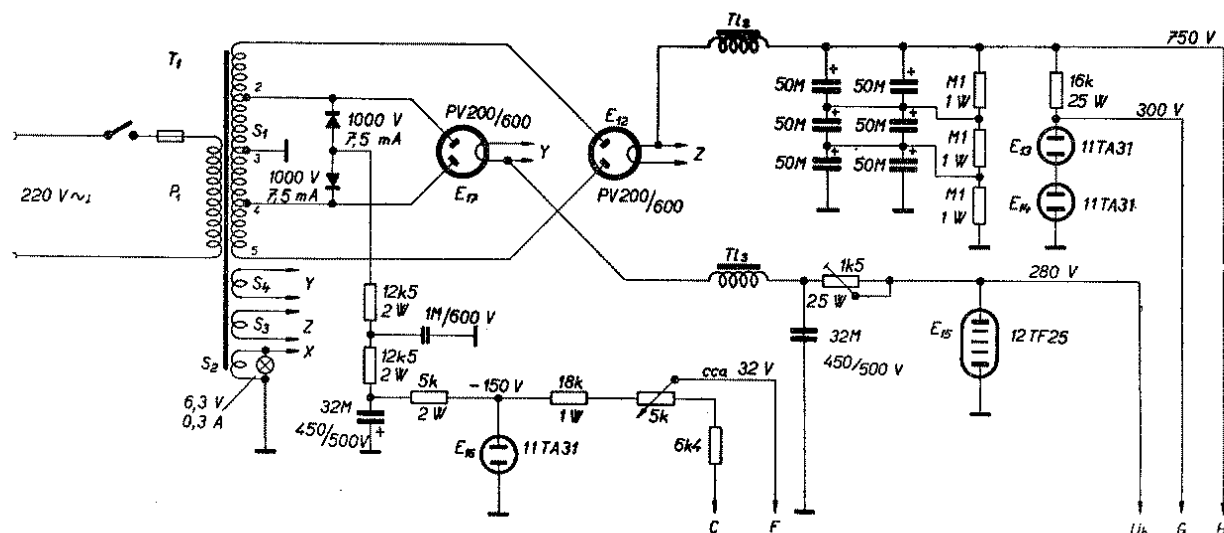 Tl2
750 V
T1
2
S1
3
4
5
P1
220 V~
1000 V
7,5 mA
1000 V
7,5 mA
PV200/600
E17
Y
E12
PV200/600
Z
50M
50M
50M
50M
50M
50M
M1
1 W
M1
1 W
M1
1 W
16k
25 W
300 V
E13
11TA31
E14
11TA31
S4
Y
S3
Z
S2
X
6,3 V
0,3 A
12k5
2 W
1M/600 V
12k5
2 W
32M
450/500V
5k
2 W
-150 V
E16
11TA31
18k
1 W
5k
cca 32 V
6k4
Tl3
1k5
25 W
32M
450/500 V
280 V
E15
12TF25
C
F
G